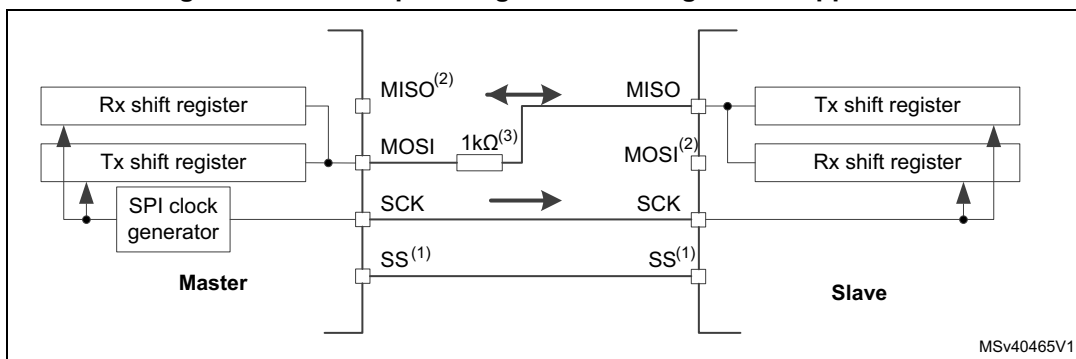 MISO(2)
MISO
Rx shift register
Tx shift register
MOSI
1kΩ(3)
MOSI(2)
Tx shift register
Rx shift register
SPI clock
generator
SCK
SCK
SS(1)
SS(1)
Master
Slave
MSv40465V1